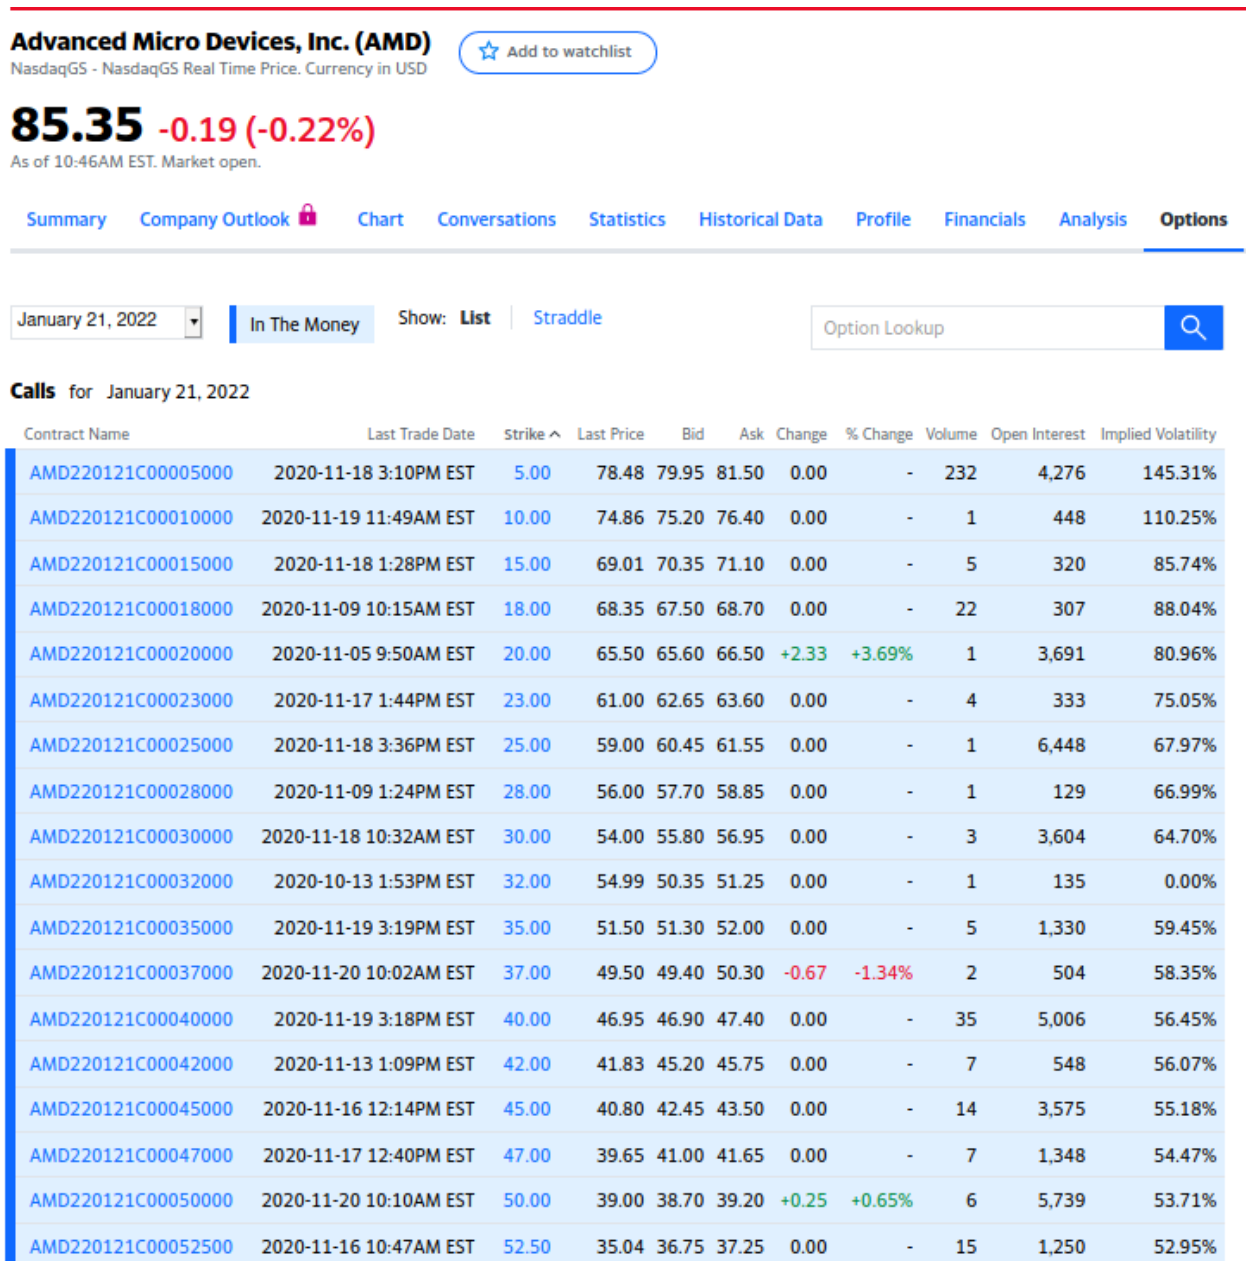 Advanced Micro Devices, Inc. (AMD) Add to watchlist
NasdaqGS - NasdaqGS Real Time Price. Currency in USD
85.35 -0.19 (-0.22%)
As of 10:46AM EST. Market open.
Summary Company Outlook Chart Conversations Statistics Historical Data Profile Financials Analysis Options
January 21, 2022 In The Money Show: List Straddle Option Lookup
Calls for January 21, 2022
Contract Name Last Trade Date Strike Last Price Bid Ask Change % Change Volume Open Interest Implied Volatility
AMD220121C00005000 2020-11-18 3:10PM EST 5.00 78.48 79.95 81.50 0.00 - 232 4,276 145.31%
AMD220121C00010000 2020-11-19 11:49AM EST 10.00 74.86 75.20 76.40 0.00 - 1 448 110.25%
AMD220121C00015000 2020-11-18 1:28PM EST 15.00 69.01 70.35 71.10 0.00 - 5 320 85.74%
AMD220121C00018000 2020-11-09 10:15AM EST 18.00 68.35 67.50 68.70 0.00 - 22 307 88.04%
AMD220121C00020000 2020-11-05 9:50AM EST 20.00 65.50 65.60 66.50 +2.33 +3.69% 1 3,691 80.96%
AMD220121C00023000 2020-11-17 1:44PM EST 23.00 61.00 62.65 63.60 0.00 - 4 333 75.05%
AMD220121C00025000 2020-11-18 3:36PM EST 25.00 59.00 60.45 61.55 0.00 - 1 6,448 67.97%
AMD220121C00028000 2020-11-09 1:24PM EST 28.00 56.00 57.70 58.85 0.00 - 1 129 66.99%
AMD220121C00030000 2020-11-18 10:32AM EST 30.00 54.00 55.80 56.95 0.00 - 3 3,604 64.70%
AMD220121C00032000 2020-10-13 1:53PM EST 32.00 54.99 50.35 51.25 0.00 - 1 135 0.00%
AMD220121C00035000 2020-11-19 3:19PM EST 35.00 51.50 51.30 52.00 0.00 - 5 1,330 59.45%
AMD220121C00037000 2020-11-20 10:02AM EST 37.00 49.50 49.40 50.30 -0.67 -1.34% 2 504 58.35%
AMD220121C00040000 2020-11-19 3:18PM EST 40.00 46.95 46.90 47.40 0.00 - 35 5,006 56.45%
AMD220121C00042000 2020-11-13 1:09PM EST 42.00 41.83 45.20 45.75 0.00 - 7 548 56.07%
AMD220121C00045000 2020-11-16 12:14PM EST 45.00 40.80 42.45 43.50 0.00 - 14 3,575 55.18%
AMD220121C00047000 2020-11-17 12:40PM EST 47.00 39.65 41.00 41.65 0.00 - 7 1,348 54.47%
AMD220121C00050000 2020-11-20 10:10AM EST 50.00 39.00 38.70 39.20 +0.25 +0.65% 6 5,739 53.71%
AMD220121C00052500 2020-11-16 10:47AM EST 52.50 35.04 36.75 37.25 0.00 - 15 1,250 52.95%